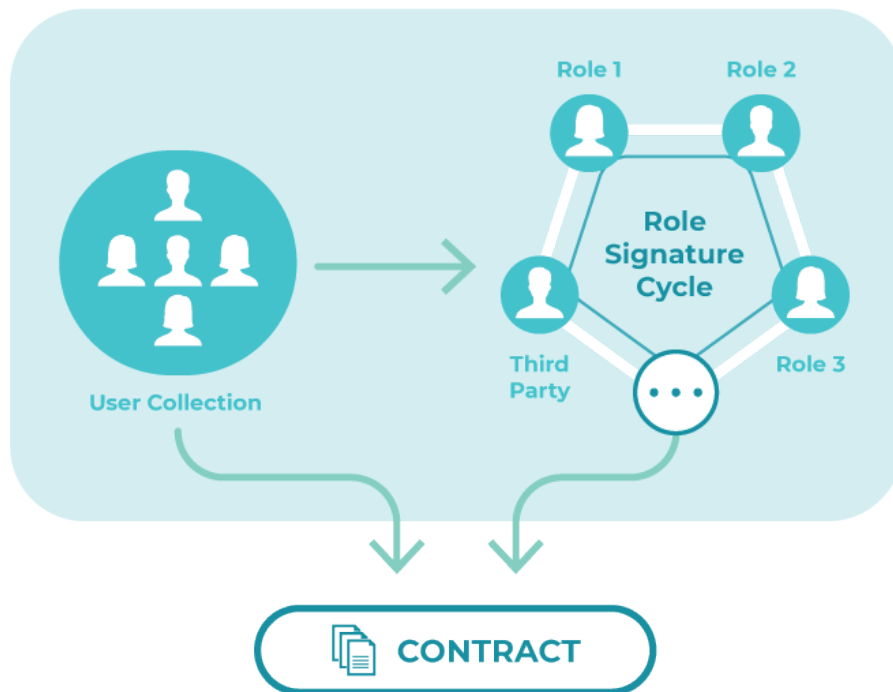 Role 1
Role 2
Role
Signature
Cycle
Third
Party
Role 3
User Collection
CONTRACT